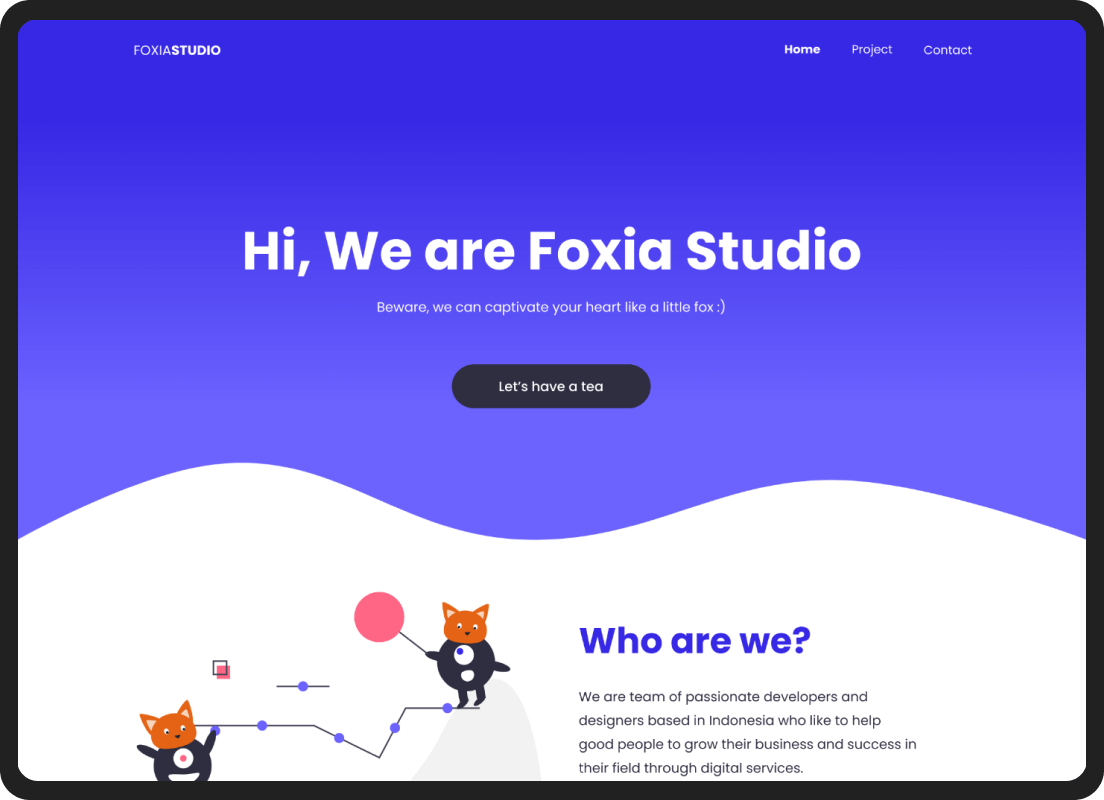 FOXIASTUDIO
Home Project Contact
Hi, We are Foxia Studio
Beware, we can captivate your heart like a little fox :)
Let’s have a tea
Who are we?
We are team of passionate developers and
designers based in Indonesia who like to help
good people to grow their business and success in
their field through digital services.